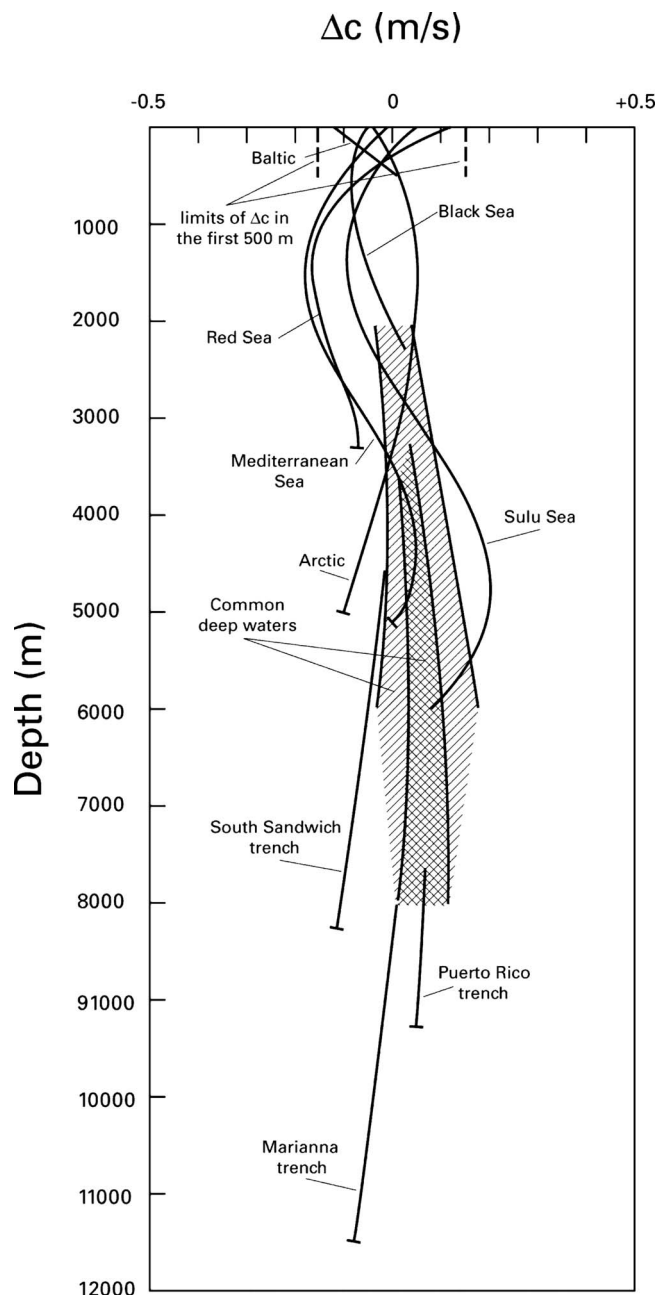 Δc (m/s)
-0.5
0
+0.5
Baltic
limits of Δc in
the first 500 m
Black Sea
1000
2000
Red Sea
3000
Mediterranean
Sea
4000
Sulu Sea
Arctic
5000
Common
deep waters
6000
Depth (m)
7000
South Sandwich
trench
8000
Puerto Rico
trench
91000
10000
Marianna
trench
11000
12000